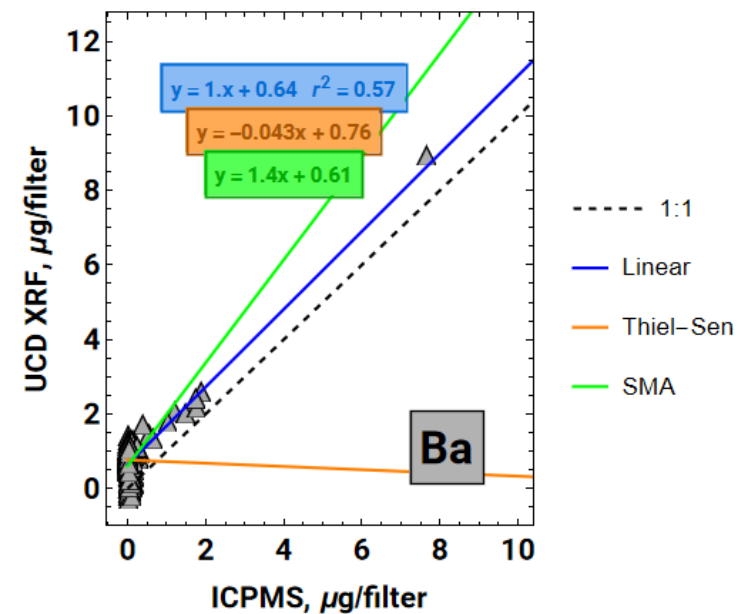 12
10
8
6
4
2
0
UCD XRF, µg/filter
y = 1.x + 0.64 r² = 0.57
y = −0.043x + 0.76
y = 1.4x + 0.61
Ba
0 2 4 6 8 10
ICPMS, µg/filter
1:1
Linear
Thiel−Sen
SMA